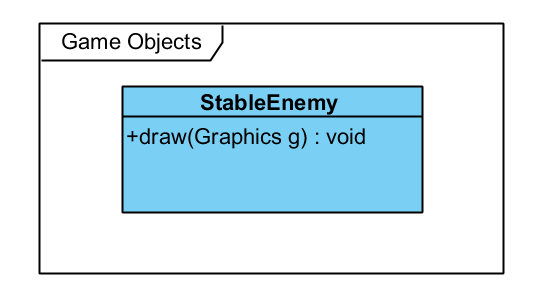 Game Objects
StableEnemy
+draw(Graphics g) : void